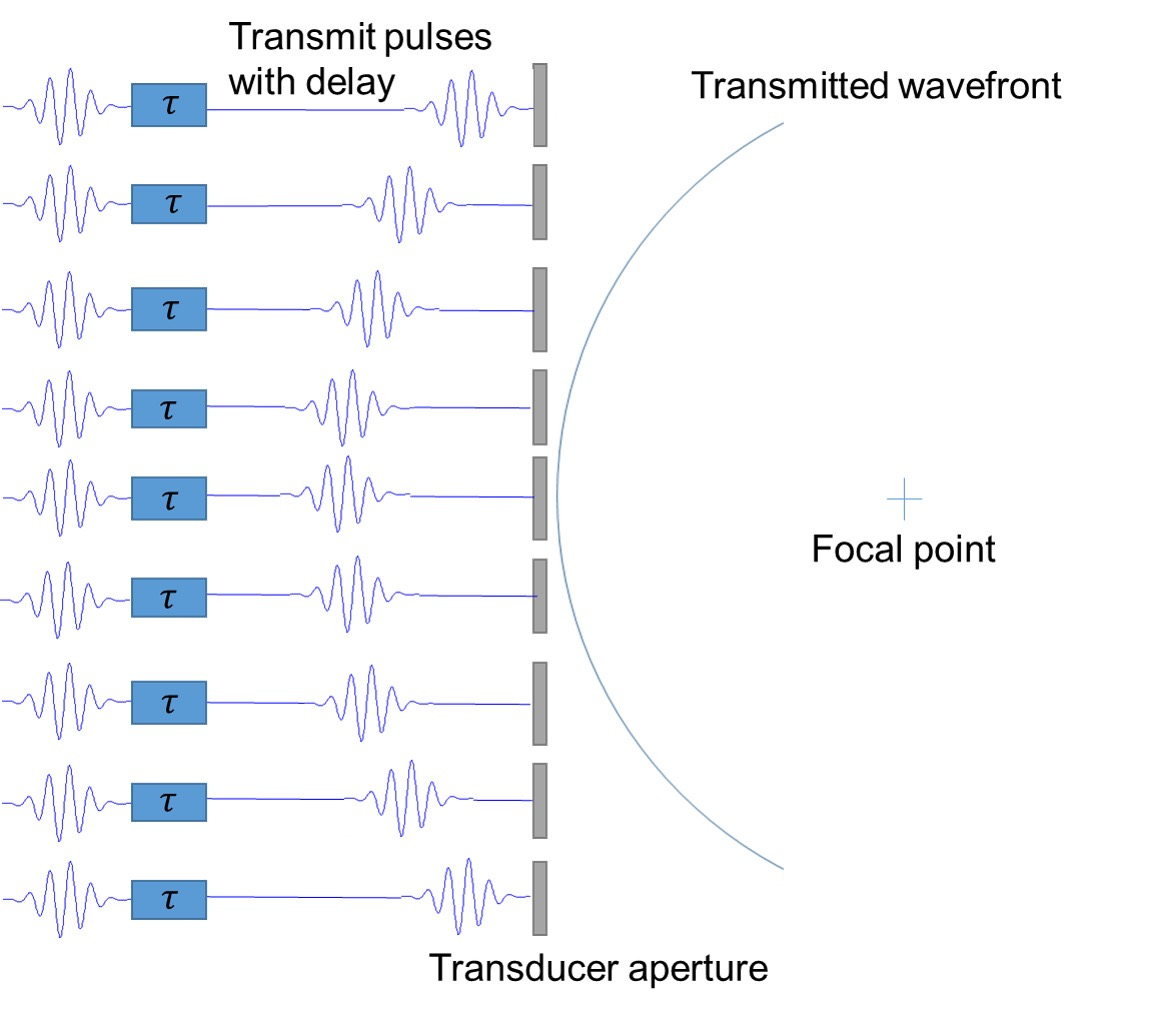 Transmit pulses
with delay
Transmitted wavefront
τ
τ
τ
τ
τ
τ
τ
τ
τ
Focal point
Transducer aperture